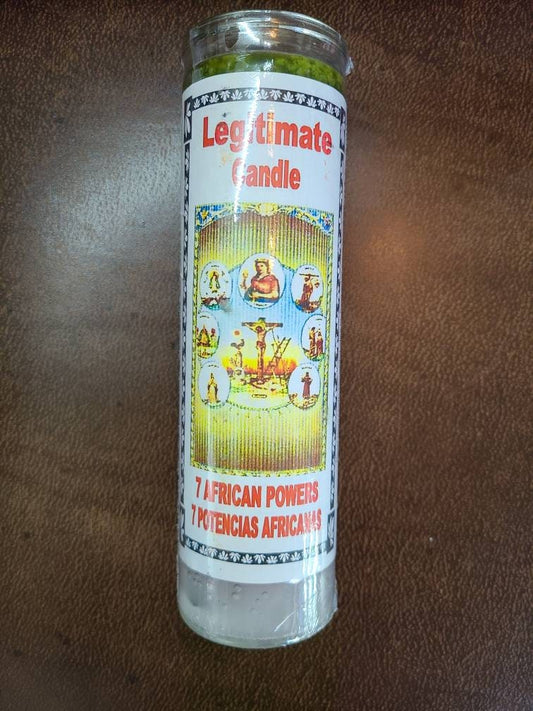 Legitimate
Candle
7 AFRICAN POWERS
7 POTENCIAS AFRICANAS